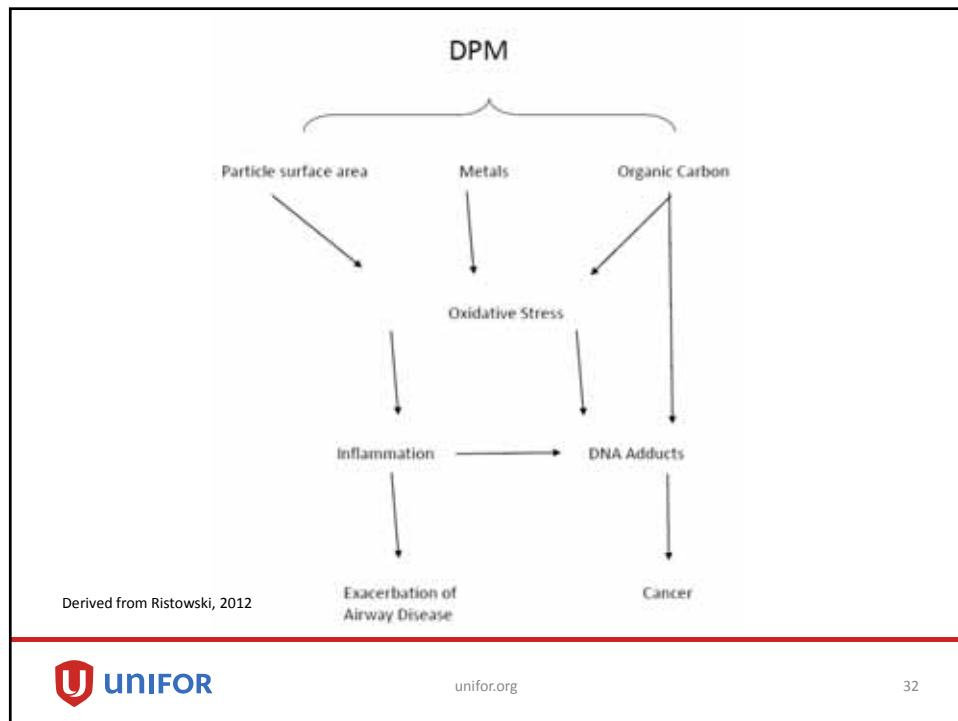 DPM
Particle surface area
Metals
Organic Carbon
Oxidative Stress
Inflammation
DNA Adducts
Exacerbation of
Airway Disease
Cancer
Derived from Ristowski, 2012
U UNIFOR
unifor.org
32